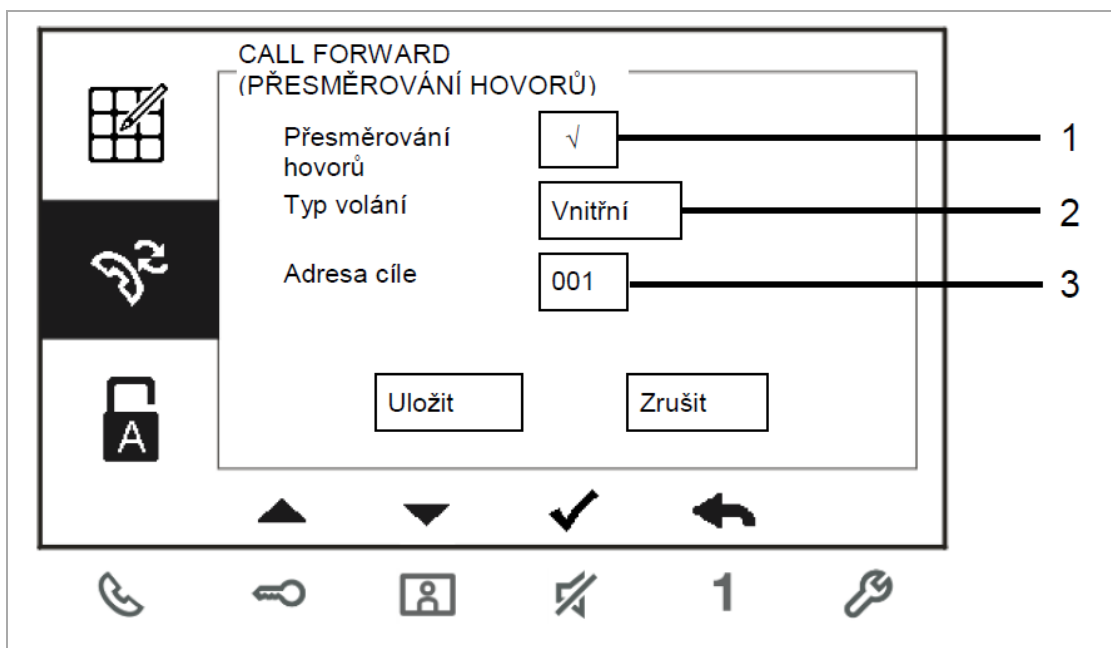 CALL FORWARD
(PŘESMĚROVÁNÍ HOVORŮ)
Přesměrování
hovorů
√
1
Typ volání
Vnitřní
2
Adresa cíle
001
3
Uložit
Zrušit
A
1